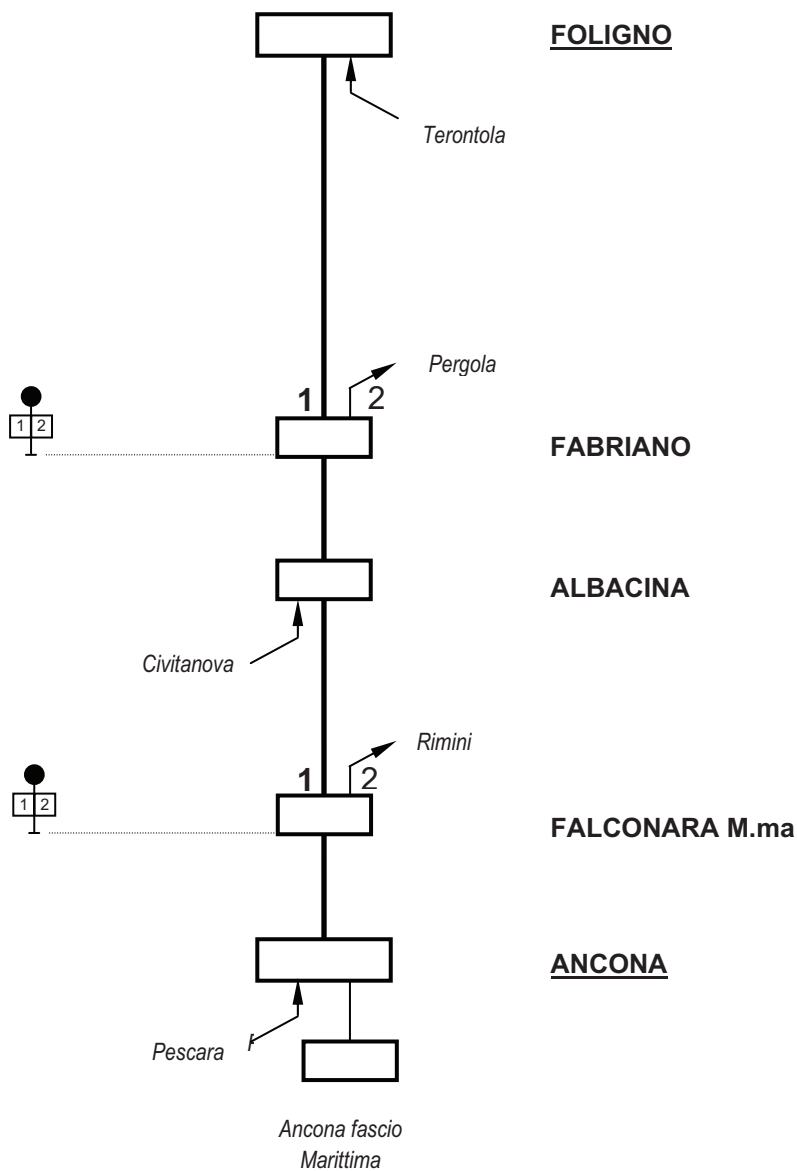 FOLIGNO
Terontola
Pergola
1 2
1 2
FABRIANO
ALBACINA
Civitanova
Rimini
1 2
1 2
FALCONARA M.ma
ANCONA
Pescara
Ancona fascio
Marittima